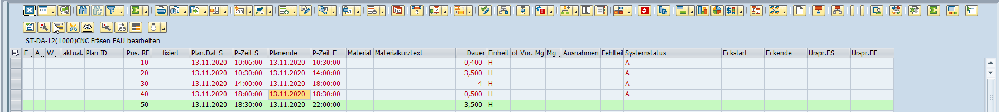 ST-DA-12(1000)CNC Fräsen FAU bearbeiten
E... A... W... aktual. Plan ID Pos. RF fixiert Plan.Dat S P-Zeit S Planende P-Zeit E Material Materialkurztext Dauer Einheit of Vor. Mg Mg... Ausnahmen Fehlteil Systemstatus Eckstart Eckende Urspr.ES Urspr.EE
10 13.11.2020 10:06:00 13.11.2020 10:30:00 0,400 H A
20 13.11.2020 10:30:00 13.11.2020 14:00:00 3,500 H A
30 13.11.2020 14:00:00 13.11.2020 18:00:00 4 H A
40 13.11.2020 18:00:00 13.11.2020 18:30:00 0,500 H A
50 13.11.2020 18:30:00 13.11.2020 22:00:00 3,500 H